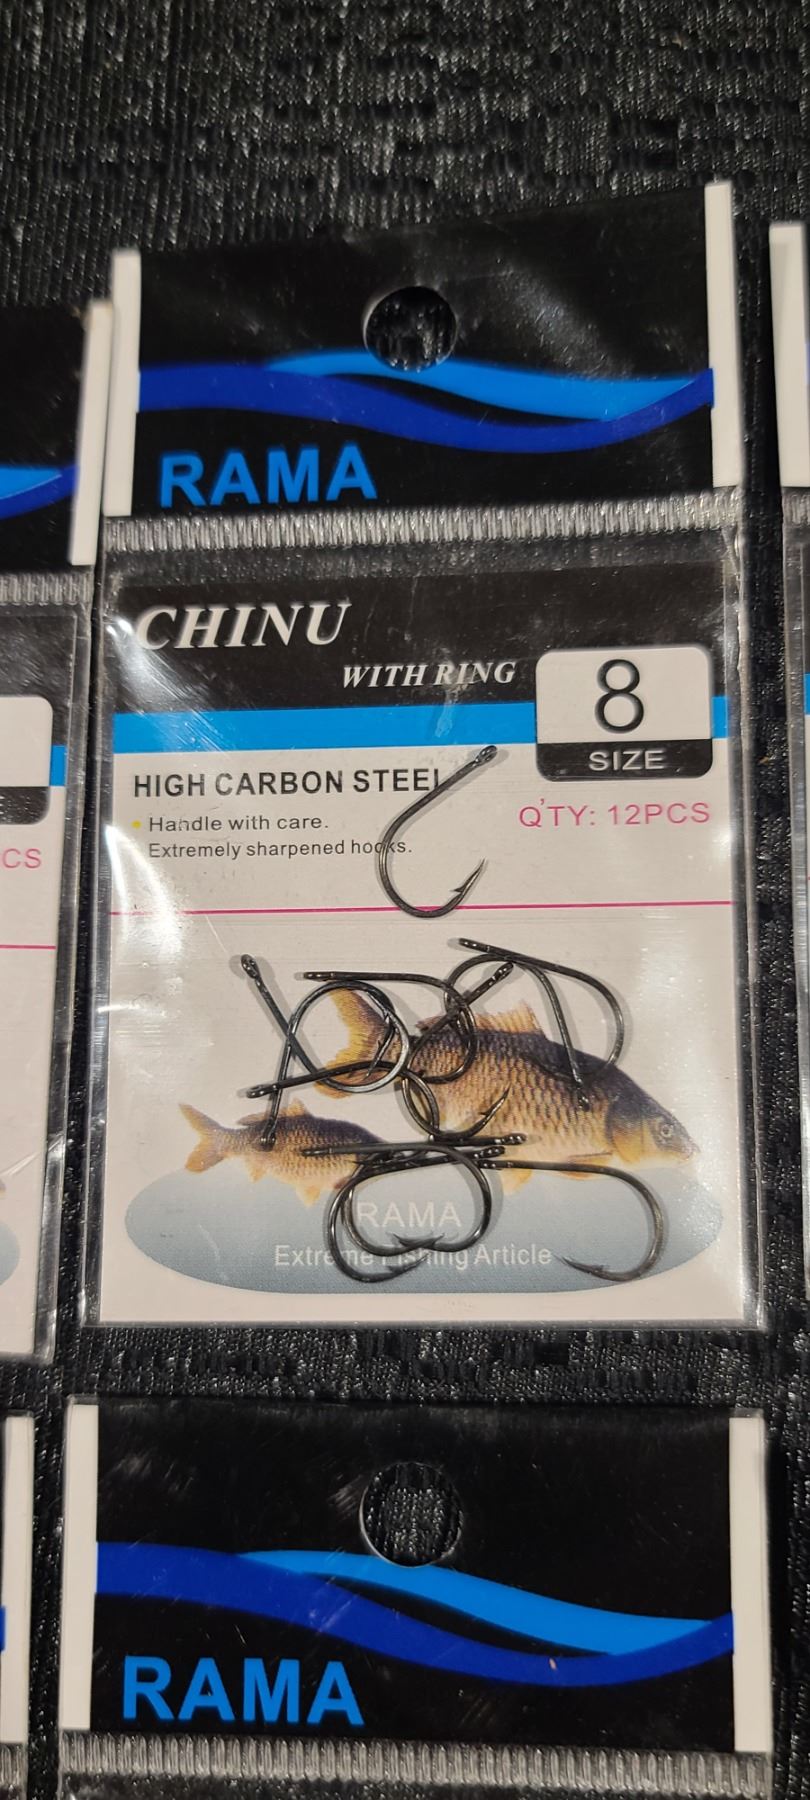 RAMA
CHINU
WITH RING
8
SIZE
HIGH CARBON STEEL
Q'TY: 12PCS
Handle with care.
Extremely sharpened hooks.
CS
RAMA
Extreme Fishing Article
RAMA